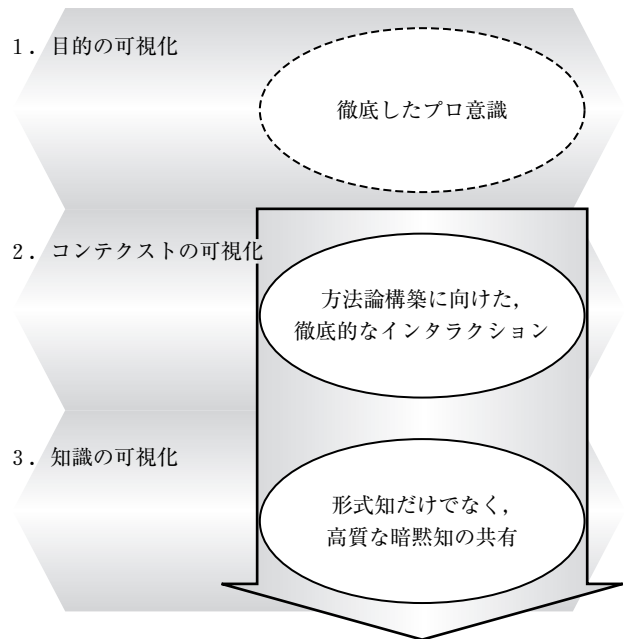 1．目的の可視化
徹底したプロ意識
2．コンテクストの可視化
方法論構築に向けた，
徹底的なインタラクション
3．知識の可視化
形式知だけでなく，
高質な暗黙知の共有